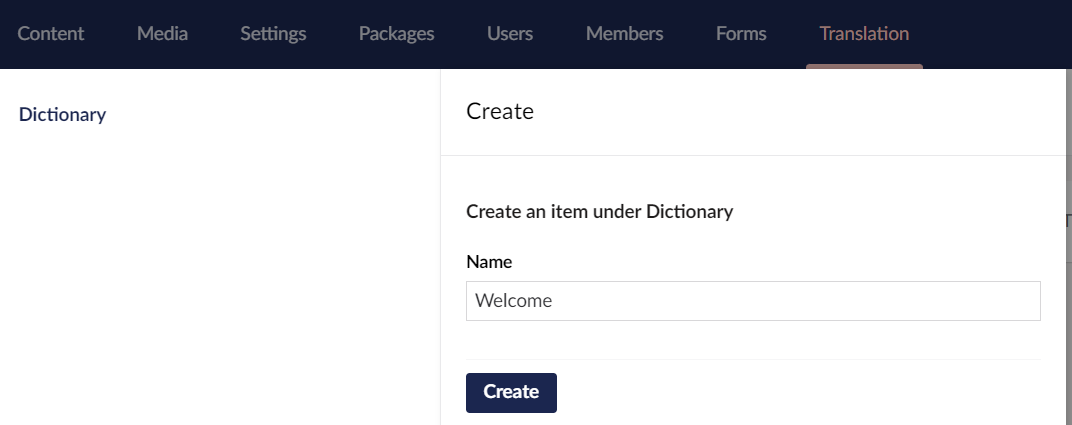 Content Media Settings Packages Users Members Forms Translation
Dictionary
Create
Create an item under Dictionary
Name
Welcome
Create